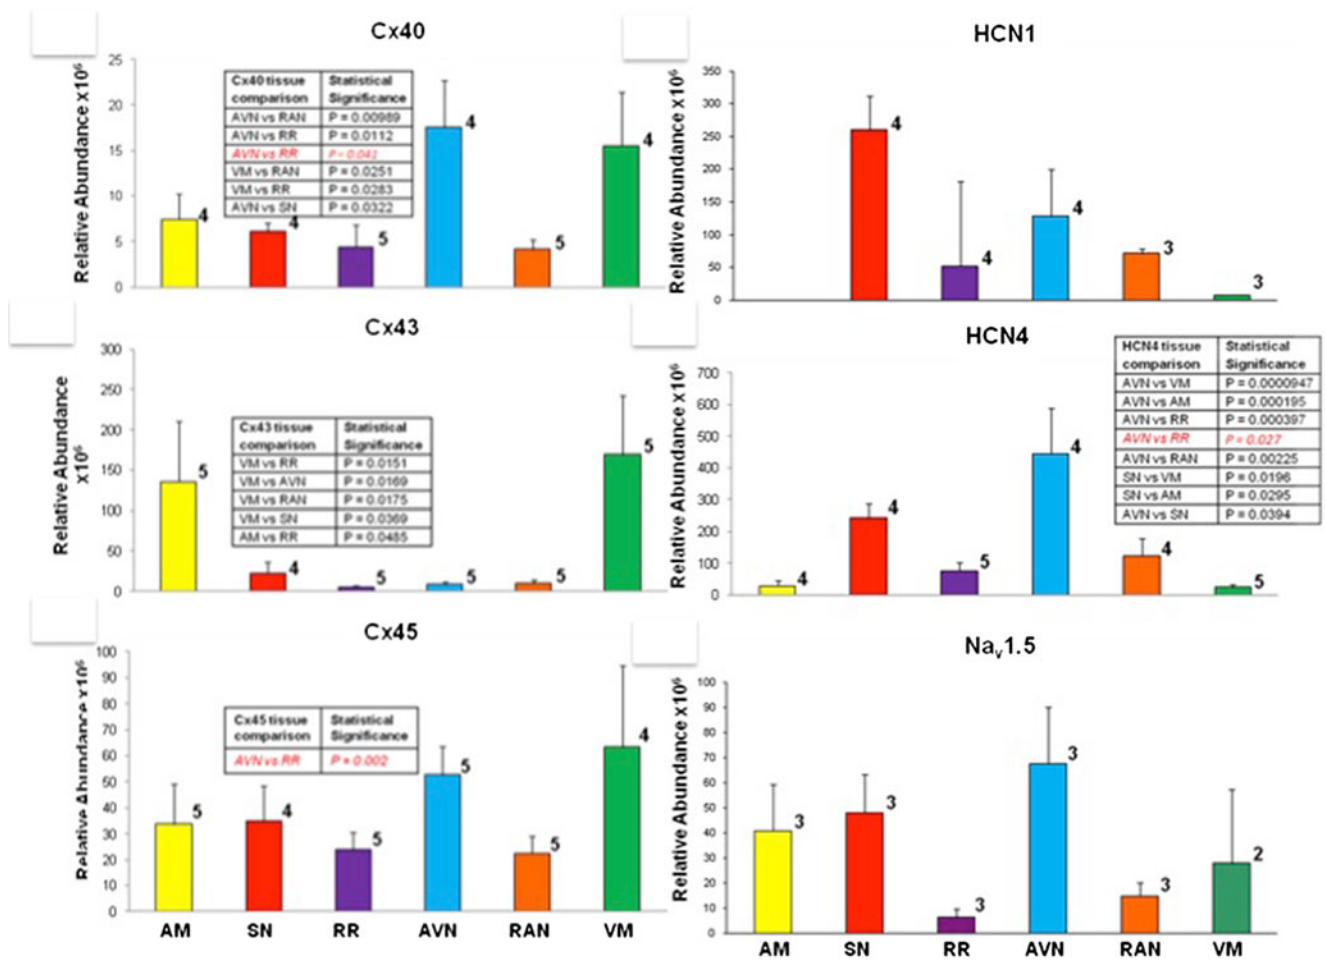 Cx40
Relative Abundance x10⁶
25
20
15
10
5
0
Cx40 tissue comparison Statistical Significance
AVN vs RAN P = 0.00989
AVN vs RR P = 0.0112
AVN vs RR P = 0.041
VM vs RAN P = 0.0251
VM vs RR P = 0.0283
AVN vs SN P = 0.0322
4
4
5
4
5
4
HCN1
Relative Abundance x10⁶
350
300
250
200
150
100
50
0
4
4
4
3
3
Cx43
Relative Abundance
x10⁶
300
250
200
150
100
50
0
Cx43 tissue comparison Statistical Significance
VM vs RR P = 0.0151
VM vs AVN P = 0.0169
VM vs RAN P = 0.0175
VM vs SN P = 0.0369
AM vs RR P = 0.0485
5
4
5
5
5
5
HCN4
Relative Abundance x10⁶
700
600
500
400
300
200
100
0
HCN4 tissue comparison Statistical Significance
AVN vs VM P = 0.0000947
AVN vs AM P = 0.000195
AVN vs RR P = 0.000397
AVN vs RR P = 0.027
AVN vs RAN P = 0.00225
SN vs VM P = 0.0196
SN vs AM P = 0.0295
AVN vs SN P = 0.0394
4
4
5
4
4
5
Cx45
Relative Abundance x10⁶
100
90
80
70
60
50
40
30
20
10
0
Cx45 tissue comparison Statistical Significance
AVN vs RR P = 0.002
5
4
5
5
5
4
AM SN RR AVN RAN VM
Naᵥ1.5
Relative Abundance x10⁶
100
90
80
70
60
50
40
30
20
10
0
3
3
3
3
3
2
AM SN RR AVN RAN VM